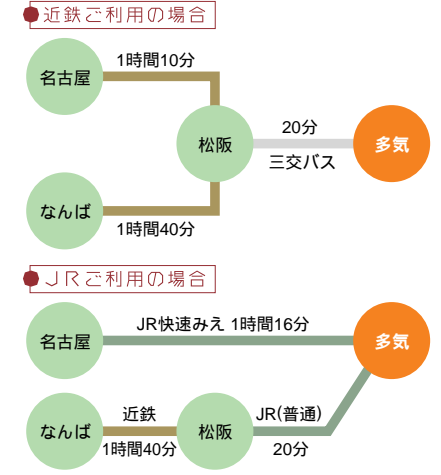 近鉄ご利用の場合
名古屋
1時間10分
松阪
20分
三交バス
多気
なんば
1時間40分
JRご利用の場合
名古屋
JR快速みえ 1時間16分
多気
なんば
近鉄
1時間40分
松阪
JR(普通)
20分